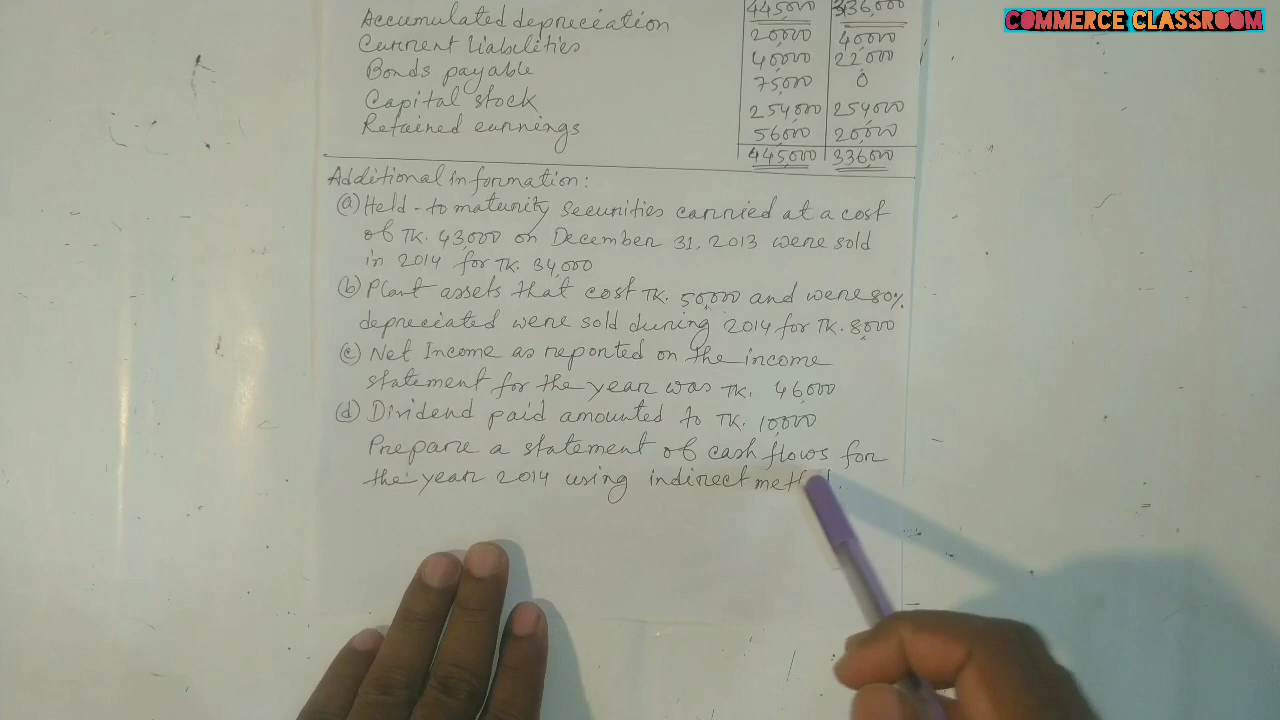 COMMERCE CLASSROOM
445,000 336,000
Accumulated depreciation 20,000 40,000
Current liabilities 40,000 22,000
Bonds payable 75,000 0
Capital stock 254,000 254,000
Retained earnings 56,000 20,000
445,000 336,000
Additional information:
(a) Held-to maturity securities carried at a cost
of TK. 43,000 on December 31, 2013 were sold
in 2014 for TK. 34,000
(b) Plant assets that cost TK. 50,000 and were 80%
depreciated were sold during 2014 for TK. 8,000
(c) Net Income as reported on the income
statement for the year was TK. 46,000
(d) Dividend paid amounted to TK. 10,000
Prepare a statement of cash flows for
the year 2014 using indirect